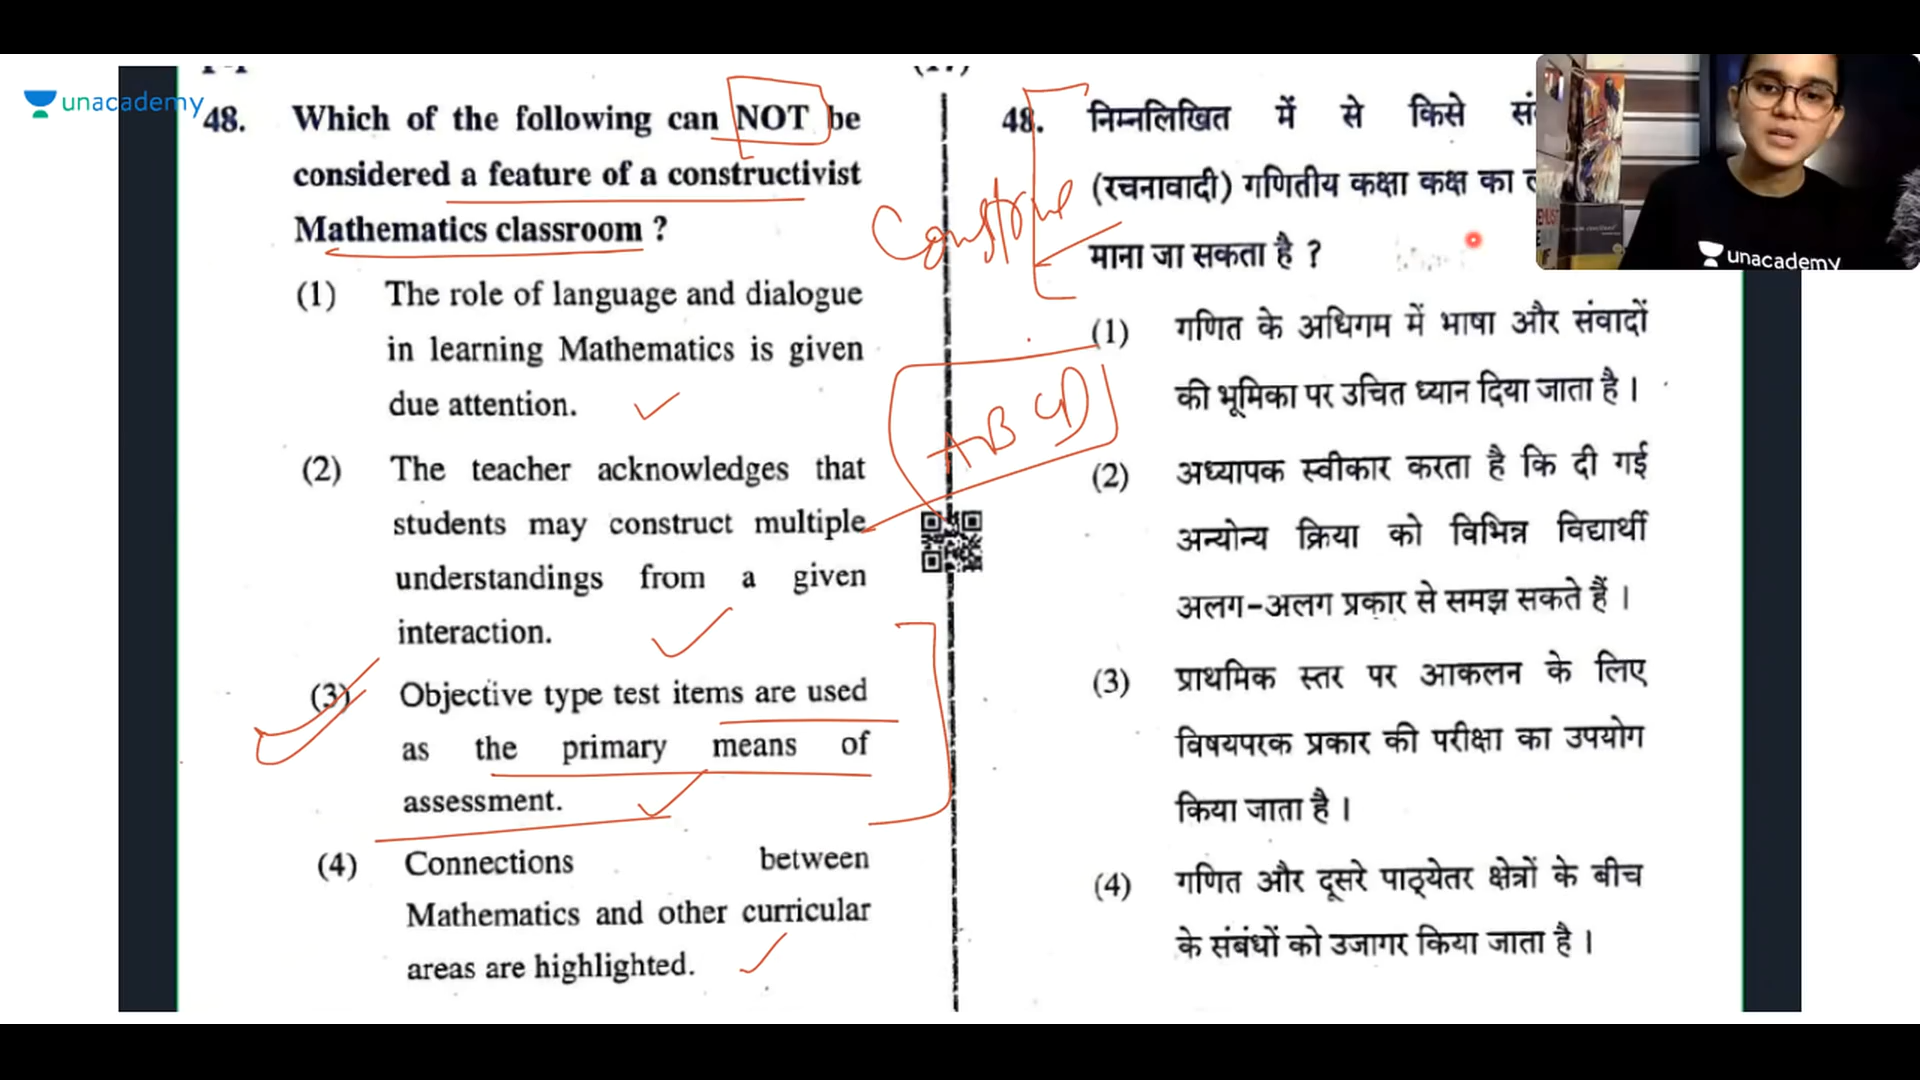 unacademy
48. Which of the following can NOT be
considered a feature of a constructivist
Mathematics classroom ?
(1) The role of language and dialogue
in learning Mathematics is given
due attention.
(2) The teacher acknowledges that
students may construct multiple
understandings from a given
interaction.
(3) Objective type test items are used
as the primary means of
assessment.
(4) Connections between
Mathematics and other curricular
areas are highlighted.
ABCD
48. निम्नलिखित में से किसे
(रचनावादी) गणितीय कक्षा कक्ष का
माना जा सकता है ?
(1) गणित के अधिगम में भाषा और संवादों
की भूमिका पर उचित ध्यान दिया जाता है ।
(2) अध्यापक स्वीकार करता है कि दी गई
अन्योन्य क्रिया को विभिन्न विद्यार्थी
अलग-अलग प्रकार से समझ सकते हैं ।
(3) प्राथमिक स्तर पर आकलन के लिए
विषयपरक प्रकार की परीक्षा का उपयोग
किया जाता है ।
(4) गणित और दूसरे पाठ्येतर क्षेत्रों के बीच
के संबंधों को उजागर किया जाता है ।
unacademy